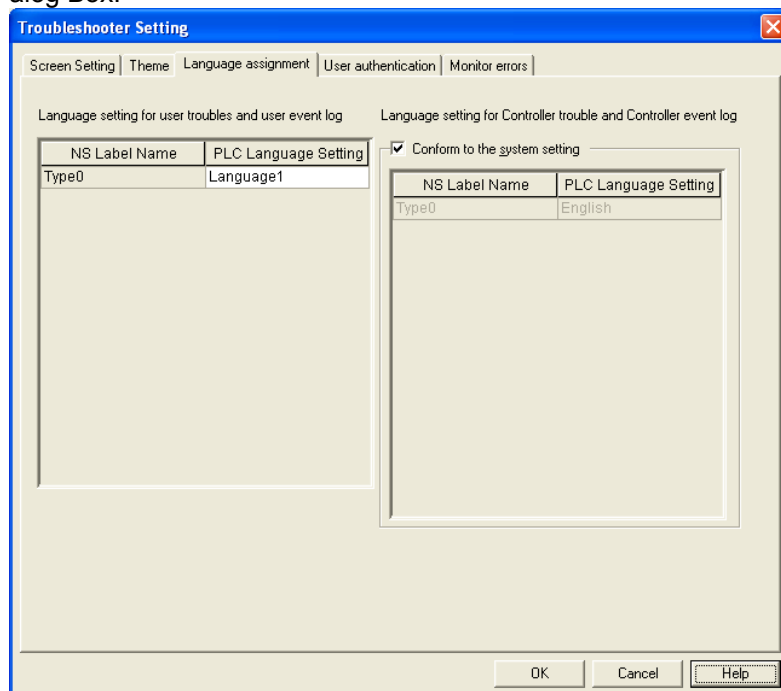 alog Box.
Troubleshooter Setting
Screen Setting Theme Language assignment User authentication Monitor errors
Language setting for user troubles and user event log
Language setting for Controller trouble and Controller event log
NS Label Name PLC Language Setting
Type0 Language1
Conform to the system setting
NS Label Name PLC Language Setting
Type0 English
OK Cancel Help